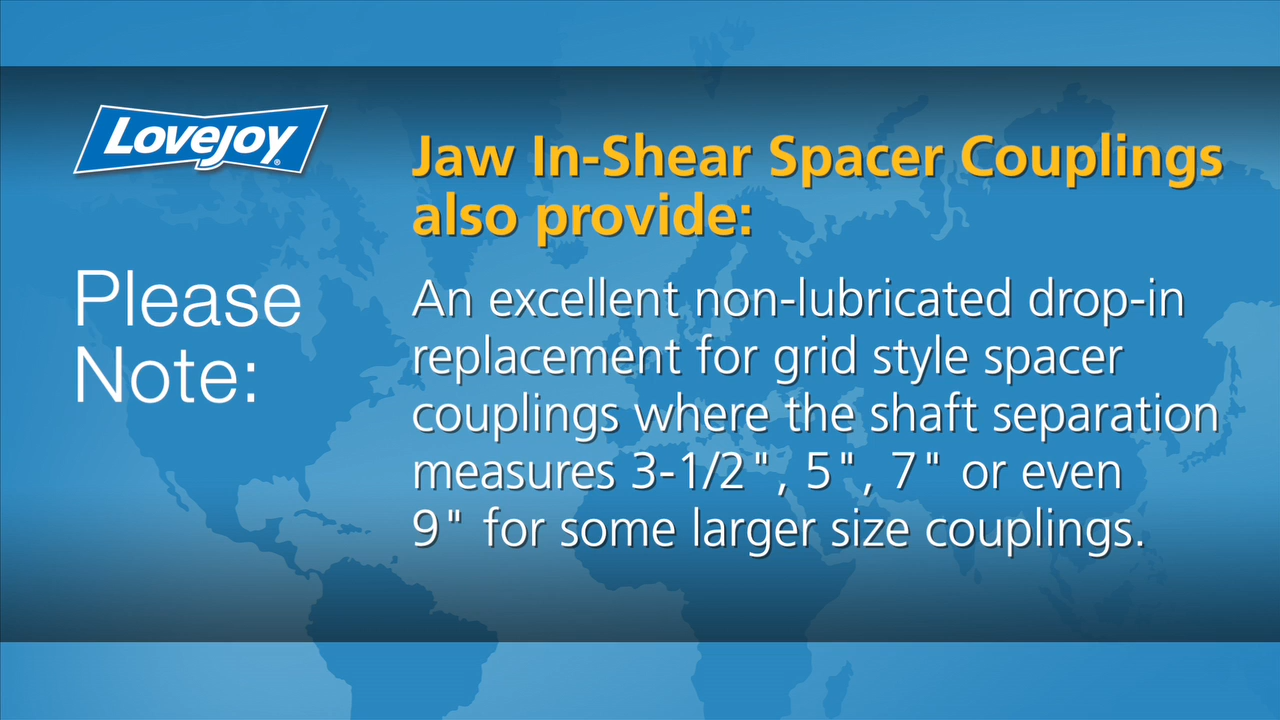 Lovejoy®
Please
Note:
Jaw In-Shear Spacer Couplings
also provide:
An excellent non-lubricated drop-in
replacement for grid style spacer
couplings where the shaft separation
measures 3-1/2", 5", 7" or even
9" for some larger size couplings.